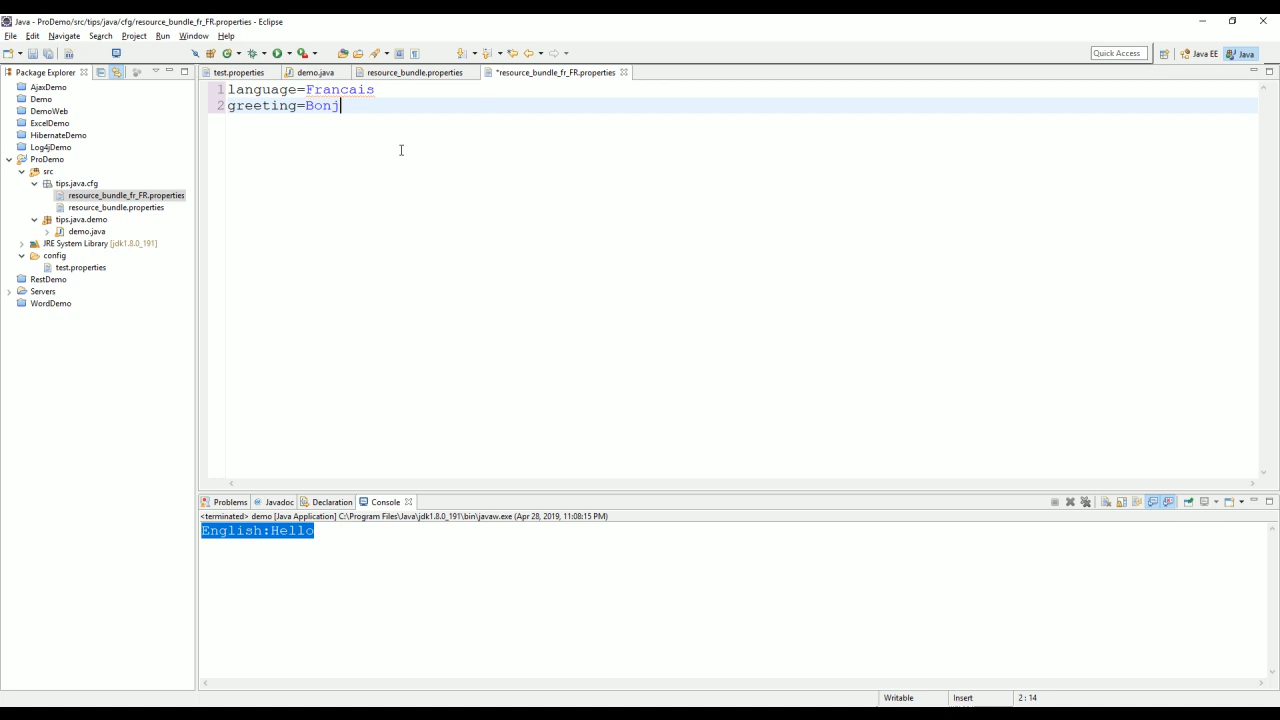 Java - ProDemo/src/tips/java/cfg/resource_bundle_fr_FR.properties - Eclipse
File Edit Navigate Search Project Run Window Help
Quick Access Java EE Java
Package Explorer
AjaxDemo
Demo
DemoWeb
ExcelDemo
HibernateDemo
Log4jDemo
ProDemo
src
tips.java.cfg
resource_bundle_fr_FR.properties
resource_bundle.properties
tips.java.demo
demo.java
JRE System Library [jdk1.8.0_191]
config
test.properties
RestDemo
Servers
WordDemo
test.properties demo.java resource_bundle.properties *resource_bundle_fr_FR.properties
1 language=Francais
2 greeting=Bonj
Problems Javadoc Declaration Console
<terminated> demo [Java Application] C:\Program Files\Java\jdk1.8.0_191\bin\javaw.exe (Apr 28, 2019, 11:08:15 PM)
English:Hello
Writable Insert 2 : 14